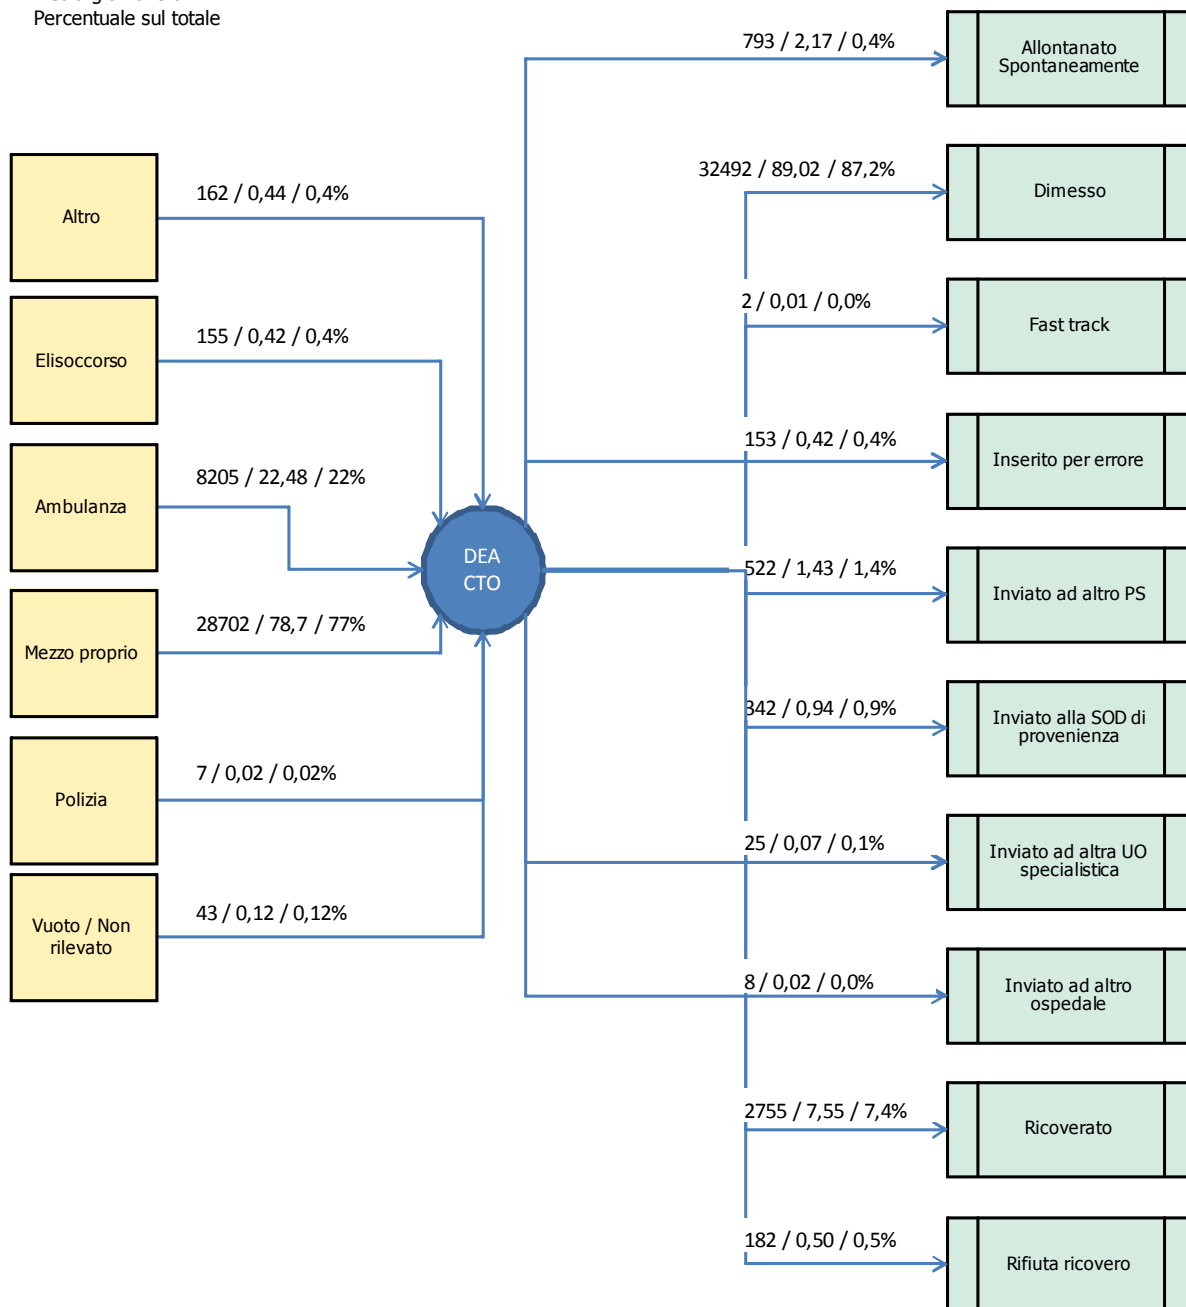 Percentuale sul totale
793 / 2,17 / 0,4%
Allontanato
Spontaneamente
32492 / 89,02 / 87,2%
Dimesso
Altro
162 / 0,44 / 0,4%
2 / 0,01 / 0,0%
Fast track
Elisoccorso
155 / 0,42 / 0,4%
153 / 0,42 / 0,4%
Inserito per errore
Ambulanza
8205 / 22,48 / 22%
DEA
CTO
522 / 1,43 / 1,4%
Inviato ad altro PS
Mezzo proprio
28702 / 78,7 / 77%
342 / 0,94 / 0,9%
Inviato alla SOD di
provenienza
Polizia
7 / 0,02 / 0,02%
25 / 0,07 / 0,1%
Inviato ad altra UO
specialistica
Vuoto / Non
rilevato
43 / 0,12 / 0,12%
8 / 0,02 / 0,0%
Inviato ad altro
ospedale
2755 / 7,55 / 7,4%
Ricoverato
182 / 0,50 / 0,5%
Rifiuta ricovero